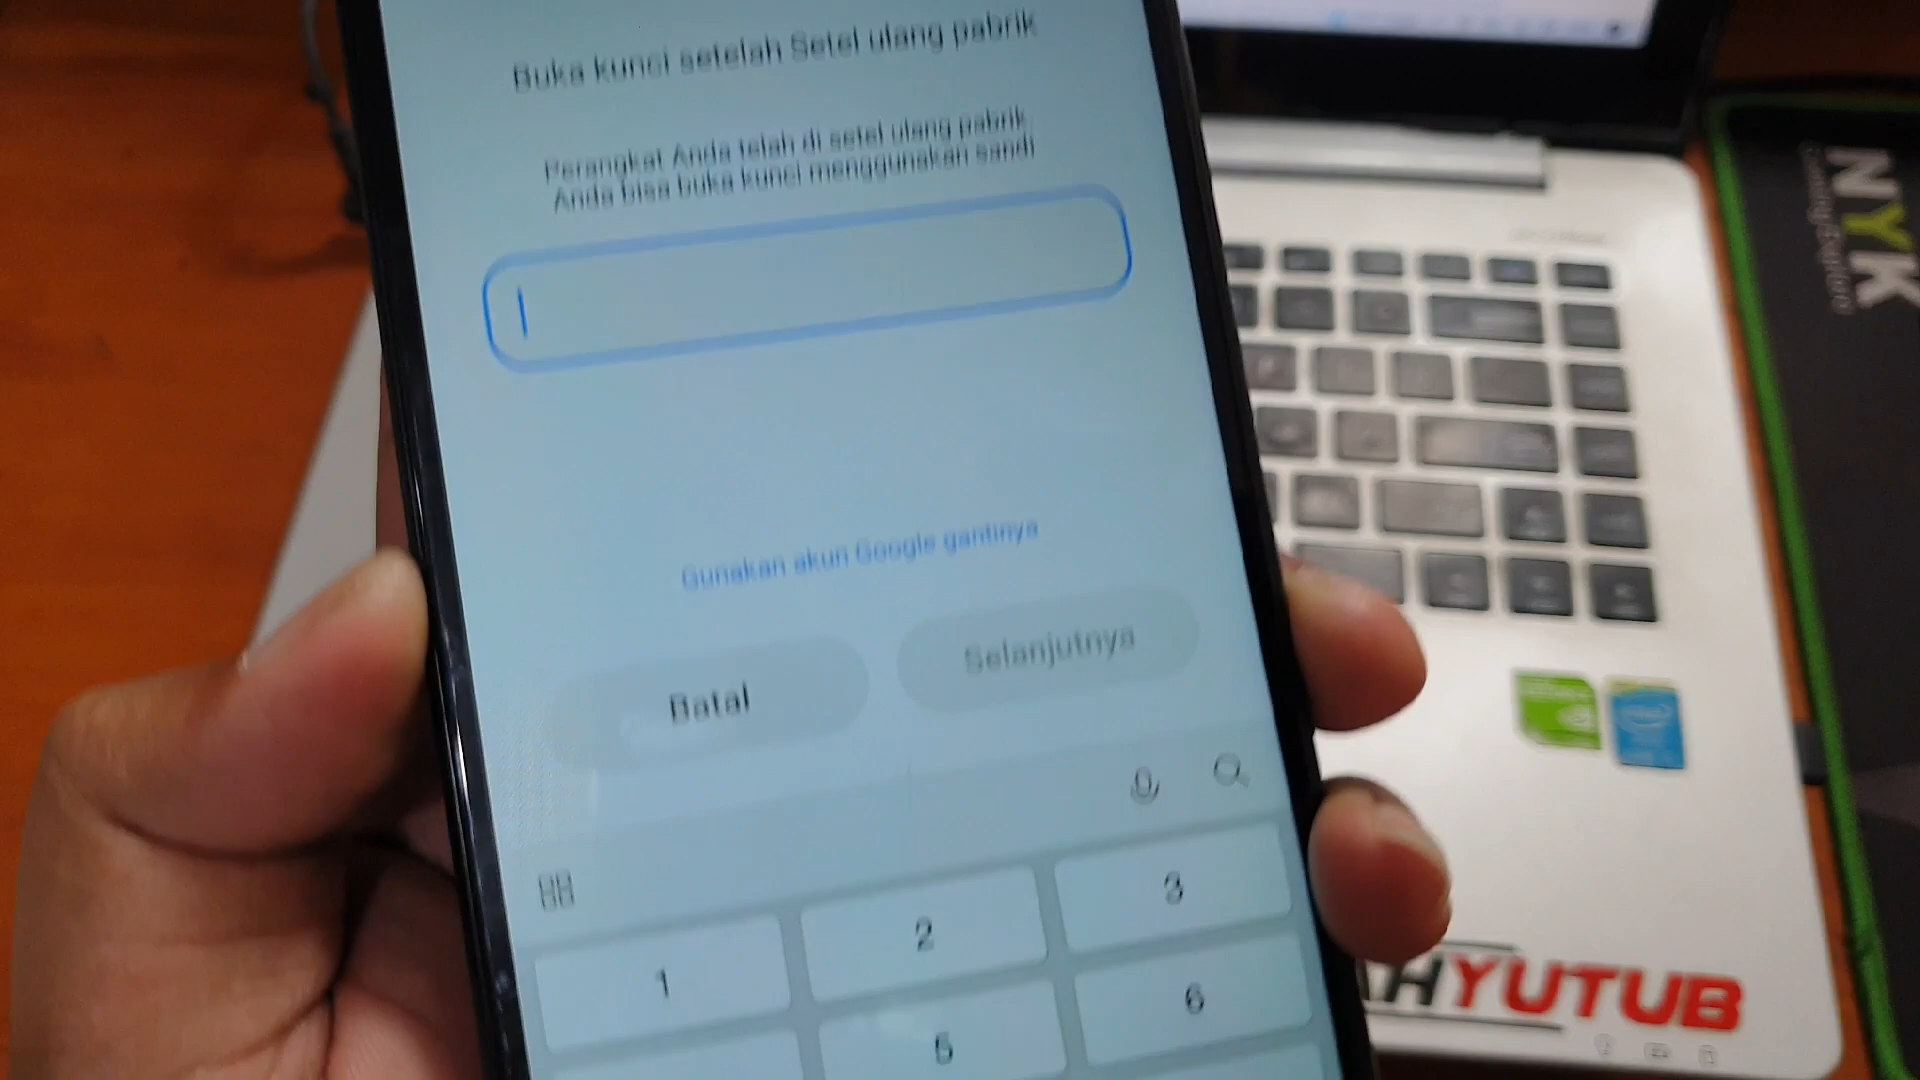 Buka kunci setelah Setel ulang pabrik
Perangkat Anda telah di setel ulang pabrik
Anda bisa buka kunci menggunakan sandi
Gunakan akun Google gantinya
Batal
Selanjutnya
1
2
3
5
6
NYK
AHYUTUB